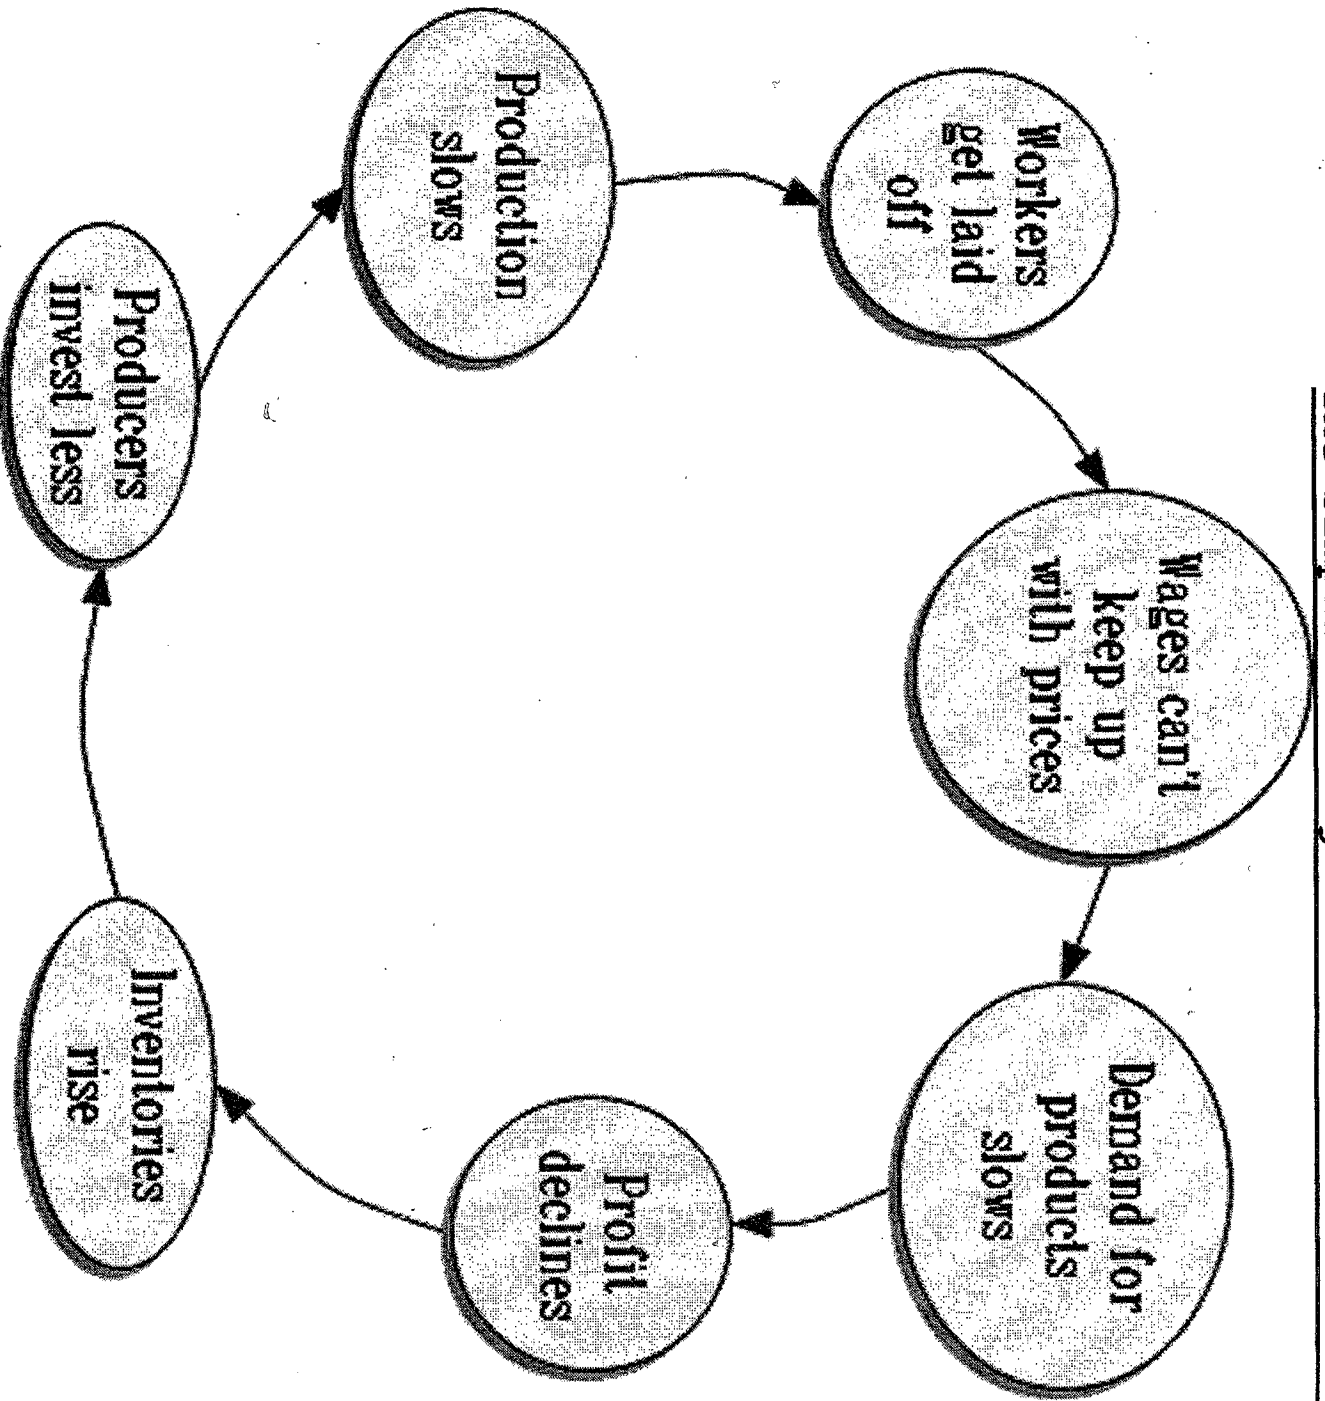 Wages can't
keep up
with prices
Demand for
products
slows
Profit
declines
Inventories
rise
Producers
invest less
Production
slows
Workers
get laid
off